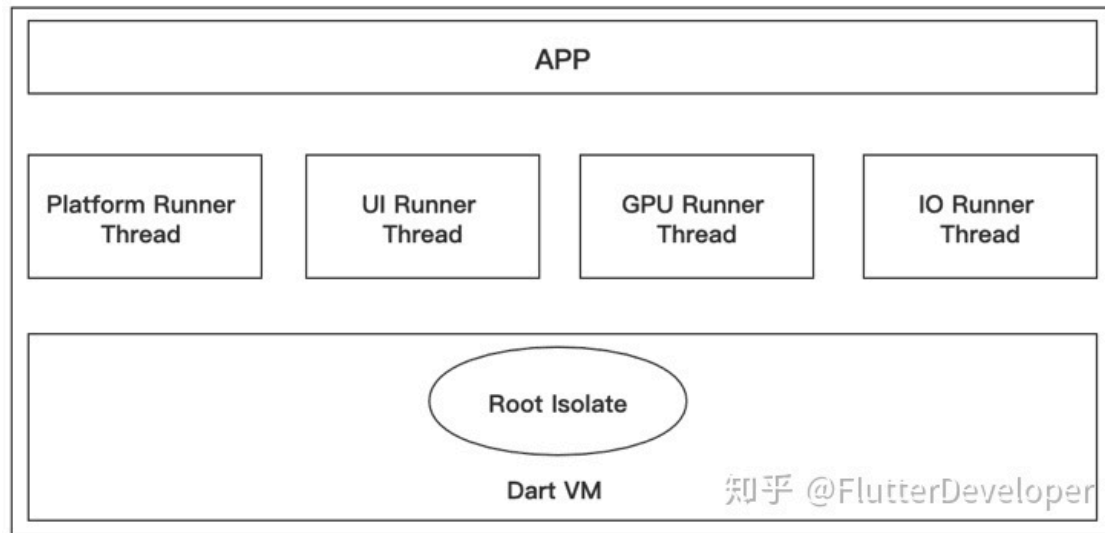 APP
Platform Runner
Thread
UI Runner
Thread
GPU Runner
Thread
IO Runner
Thread
Root Isolate
Dart VM
知乎 @FlutterDeveloper